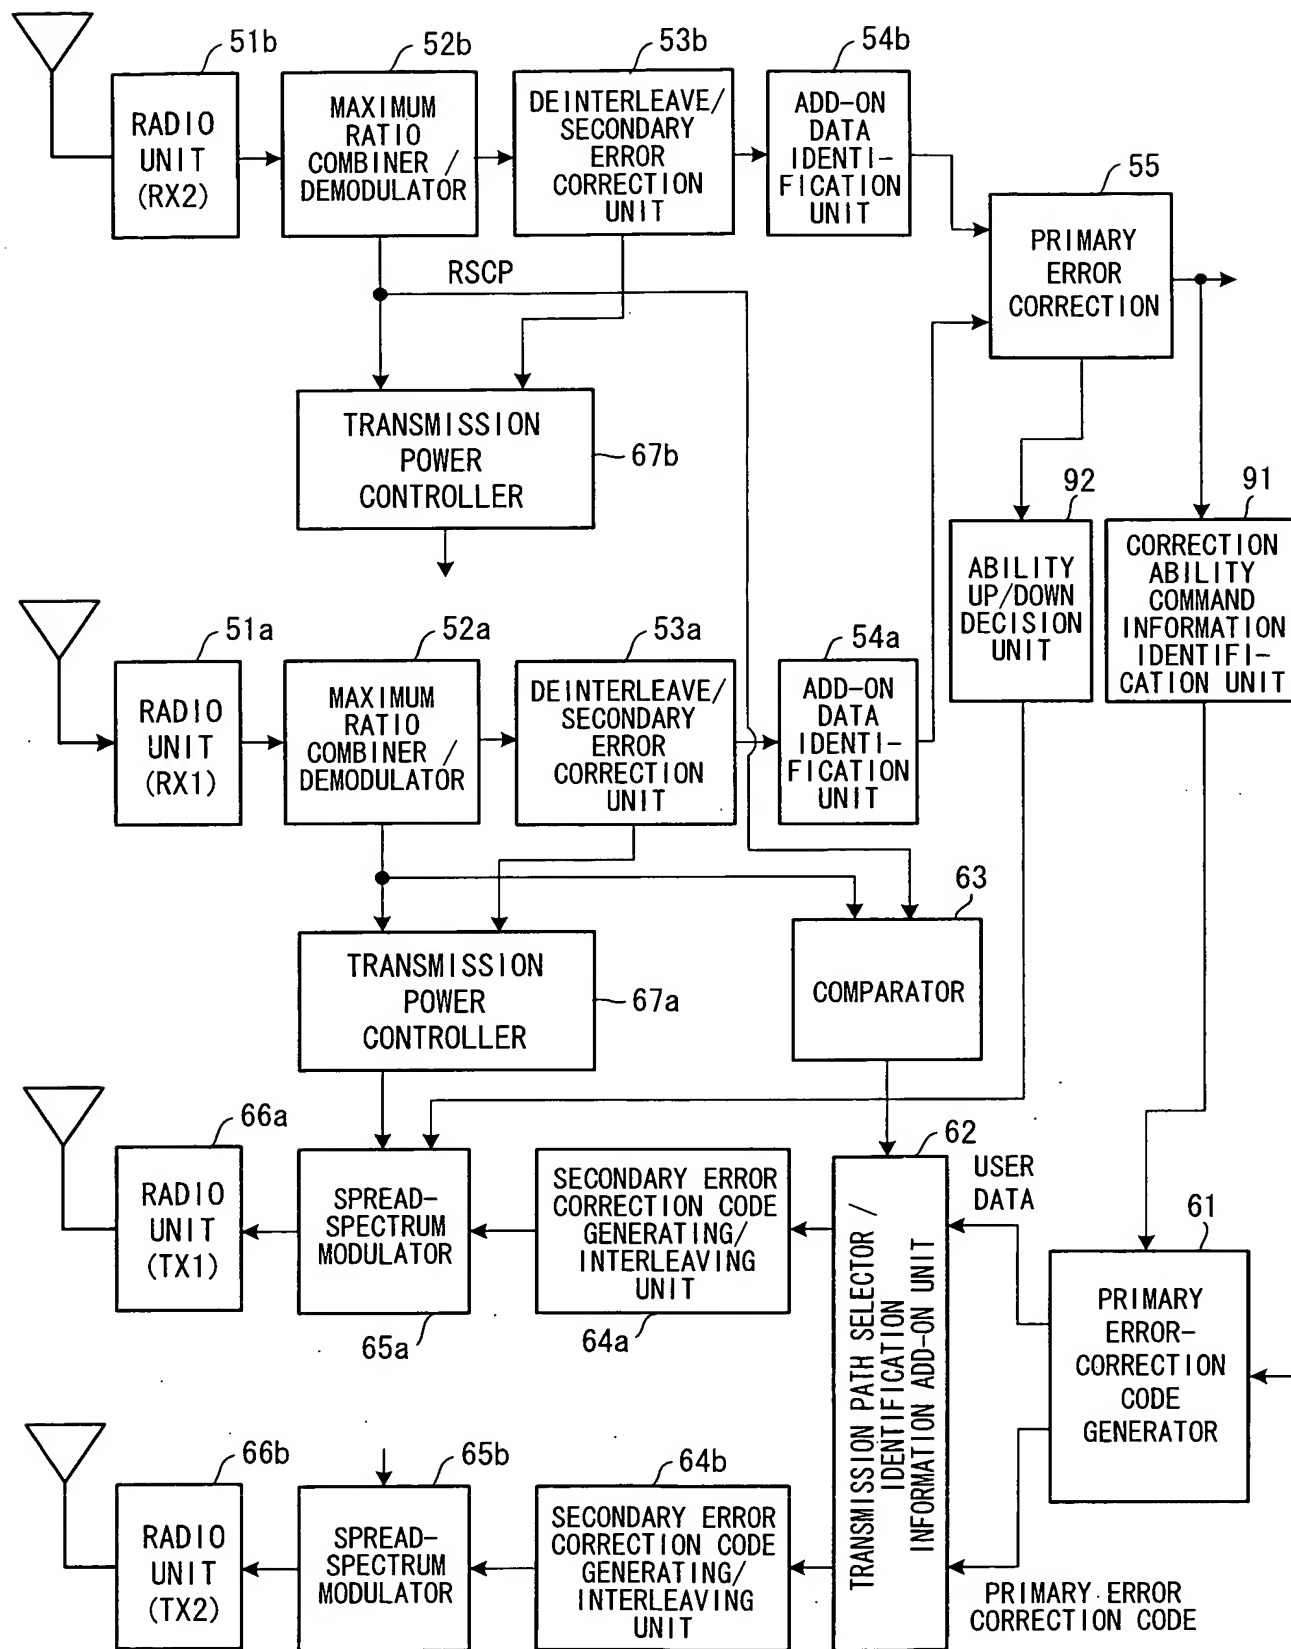 51b
52b
53b
54b
RADIO
UNIT
(RX2)
MAXIMUM
RATIO
COMBINER /
DEMODULATOR
DEINTERLEAVE/
SECONDARY
ERROR
CORRECTION
UNIT
ADD-ON
DATA
IDENTI-
FICATION
UNIT
55
PRIMARY
ERROR
CORRECTION
RSCP
TRANSMISSION
POWER
CONTROLLER
67b
92
91
ABILITY
UP/DOWN
DECISION
UNIT
CORRECTION
ABILITY
COMMAND
INFORMATION
IDENTIFI-
CATION UNIT
51a
52a
53a
54a
RADIO
UNIT
(RX1)
MAXIMUM
RATIO
COMBINER /
DEMODULATOR
DEINTERLEAVE/
SECONDARY
ERROR
CORRECTION
UNIT
ADD-ON
DATA
IDENTI-
FICATION
UNIT
63
TRANSMISSION
POWER
CONTROLLER
67a
COMPARATOR
66a
RADIO
UNIT
(TX1)
SPREAD-
SPECTRUM
MODULATOR
65a
SECONDARY ERROR
CORRECTION CODE
GENERATING/
INTERLEAVING
UNIT
64a
62
TRANSMISSION PATH SELECTOR /
IDENTIFICATION
INFORMATION ADD-ON UNIT
USER
DATA
61
PRIMARY
ERROR-
CORRECTION
CODE
GENERATOR
66b
65b
64b
RADIO
UNIT
(TX2)
SPREAD-
SPECTRUM
MODULATOR
SECONDARY ERROR
CORRECTION CODE
GENERATING/
INTERLEAVING
UNIT
PRIMARY ERROR
CORRECTION CODE